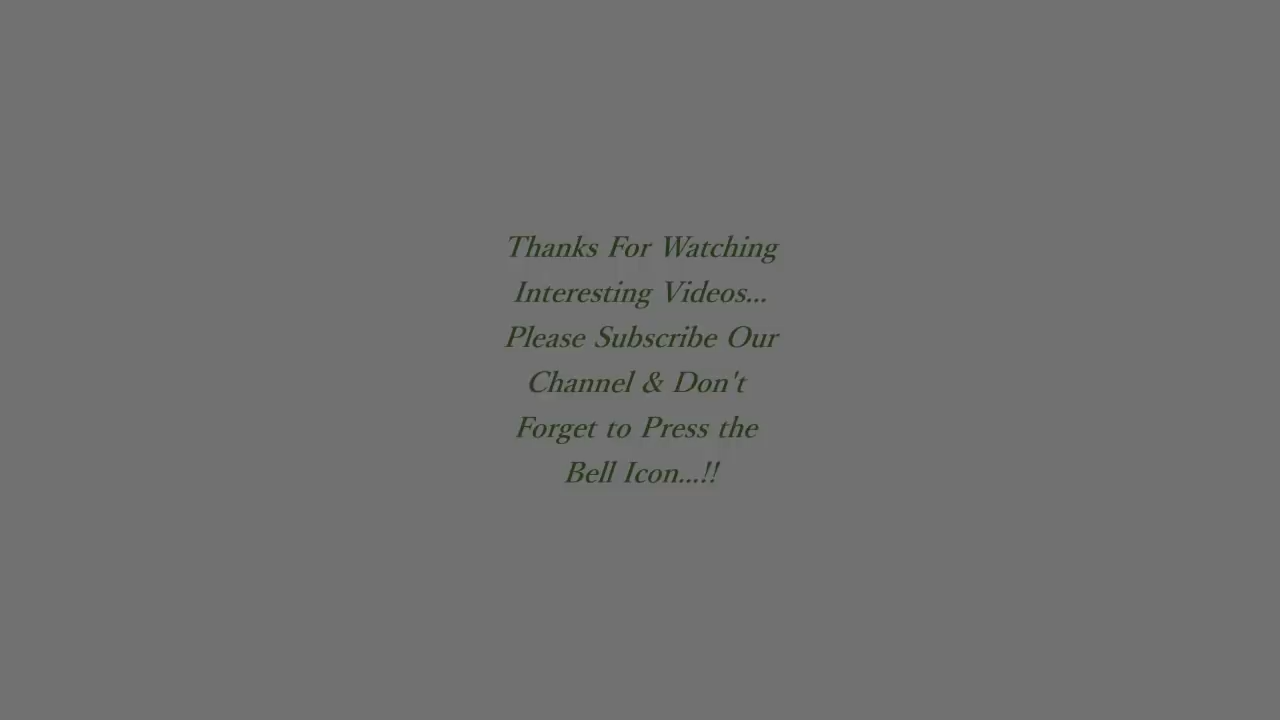 Thanks For Watching
Interesting Videos...
Please Subscribe Our
Channel & Don't
Forget to Press the
Bell Icon...!!